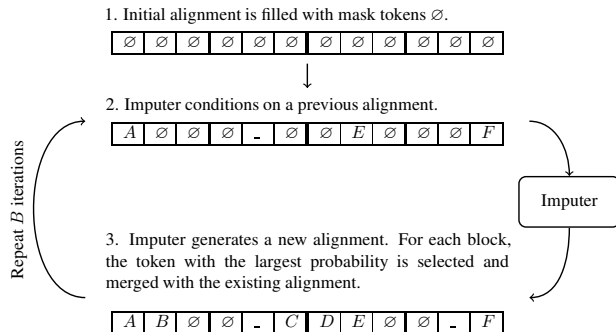 1. Initial alignment is filled with mask tokens ∅.
∅ ∅ ∅ ∅ ∅ ∅ ∅ ∅ ∅ ∅ ∅ ∅
2. Imputer conditions on a previous alignment.
A ∅ ∅ ∅ _ ∅ ∅ E ∅ ∅ ∅ F
Repeat B iterations
Imputer
3. Imputer generates a new alignment. For each block,
the token with the largest probability is selected and
merged with the existing alignment.
A B ∅ ∅ _ C D E ∅ ∅ _ F